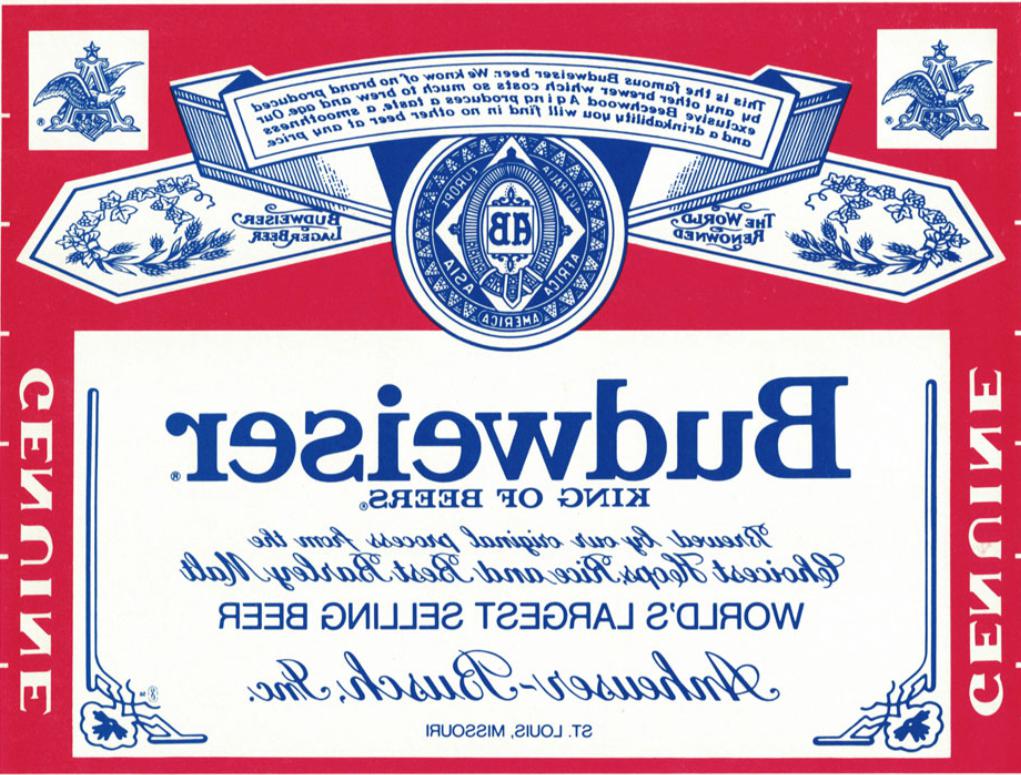 This is the famous Budweiser beer. We know of no brand produced
by any other brewer which costs so much to brew and age. Our
exclusive Beechwood Ageing produces a taste, a smoothness
and a drinkability you will find in no other beer at any price.
THE WORLD
RENOWNED
BUDWEISER
LAGER BEER
EUROPE
AUSTRALIA
ASIA
AFRICA
AMERICA
AB
GENUINE
GENUINE
Budweiser®
KING OF BEERS®
Brewed by our original process from the
Choicest Hops, Rice and Best Barley Malt
WORLD'S LARGEST SELLING BEER
Anheuser-Busch, Inc.
ST. LOUIS, MISSOURI